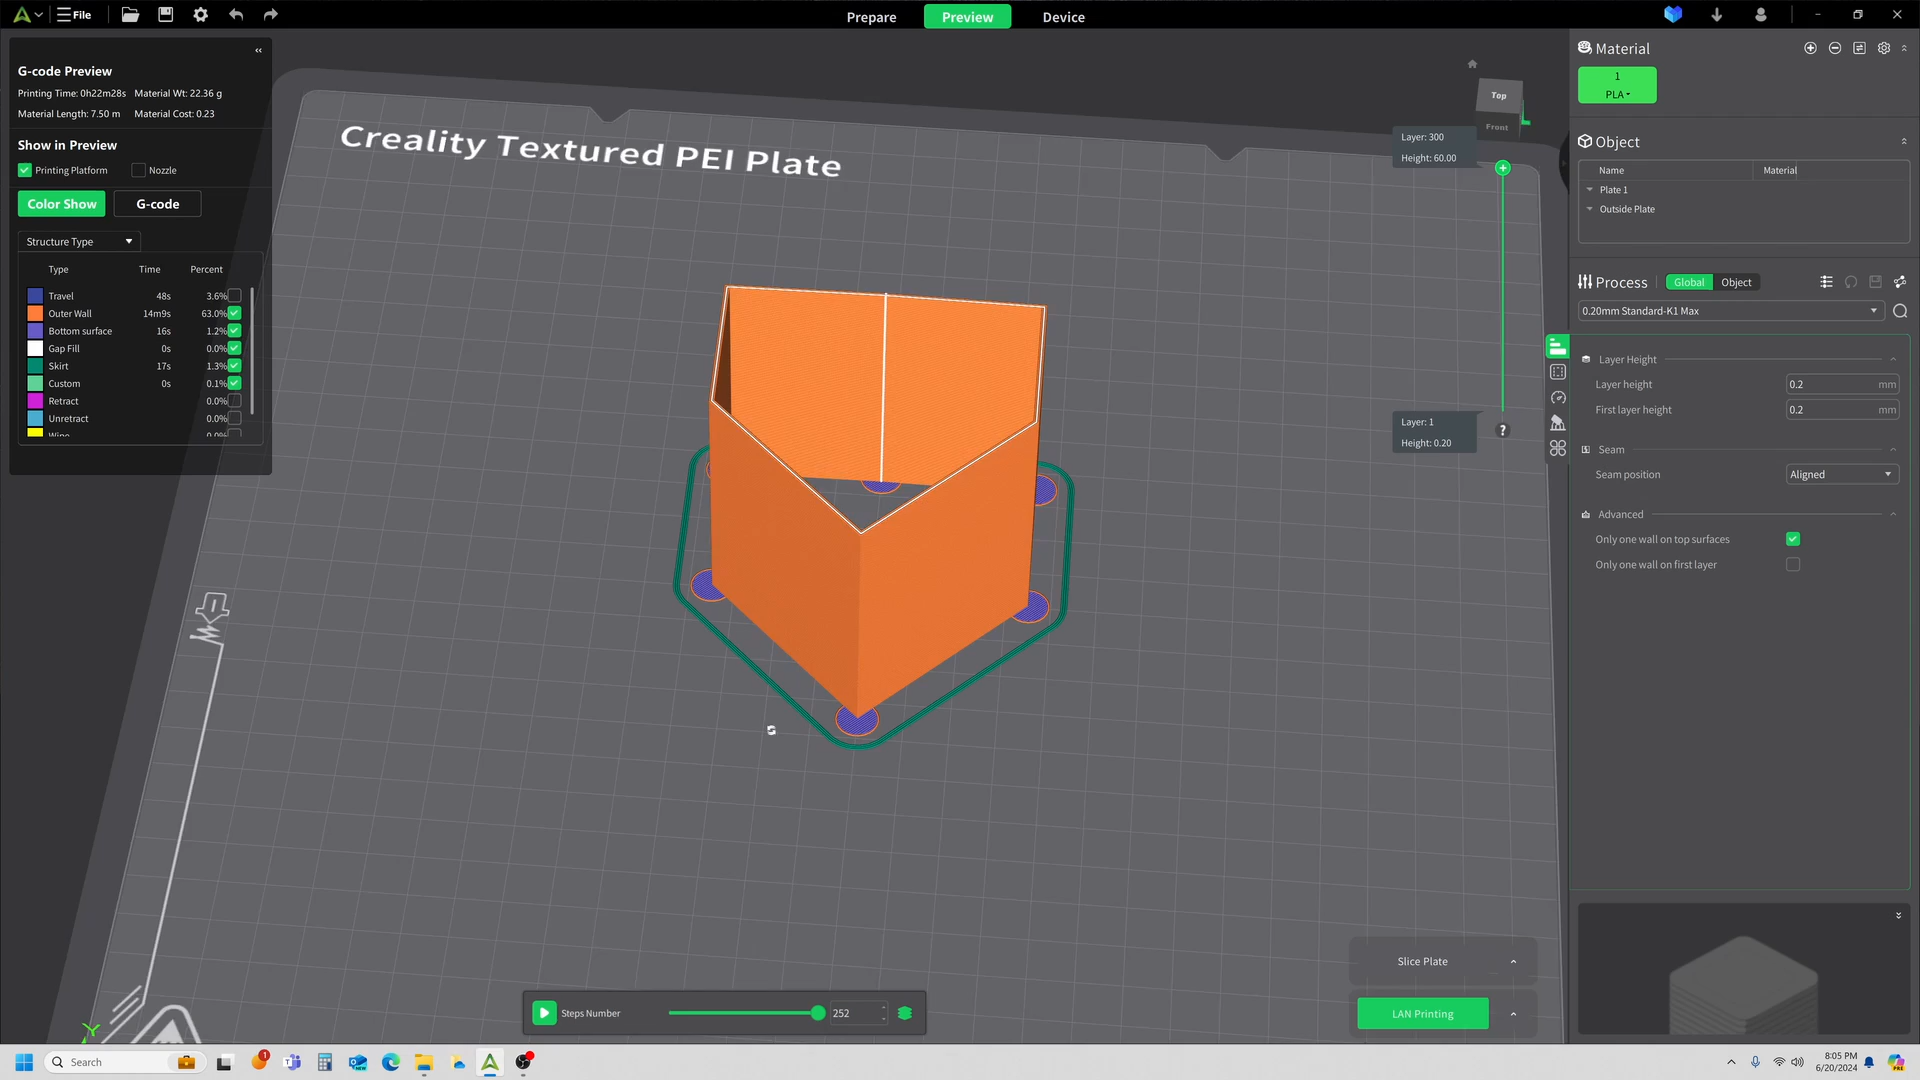 File
Prepare
Preview
Device
G-code Preview
Printing Time: 0h22m28s Material Wt: 22.36 g
Material Length: 7.50 m Material Cost: 0.23
Show in Preview
Printing Platform
Nozzle
Color Show
G-code
Structure Type
Type Time Percent
Travel 48s 3.6%
Outer Wall 14m9s 63.0%
Bottom surface 16s 1.2%
Gap Fill 0s 0.0%
Skirt 17s 1.3%
Custom 0s 0.1%
Retract 0.0%
Unretract 0.0%
Wipe 0.0%
Creality Textured PEI Plate
Top
Front
Layer: 300
Height: 60.00
Layer: 1
Height: 0.20
?
Material
1
PLA
Object
Name Material
Plate 1
Outside Plate
Process
Global
Object
0.20mm Standard-K1 Max
Layer Height
Layer height 0.2 mm
First layer height 0.2 mm
Seam
Seam position Aligned
Advanced
Only one wall on top surfaces
Only one wall on first layer
Slice Plate
LAN Printing
Steps Number 252
Y
Search
1
NEW
PRE
8:05 PM
6/20/2024